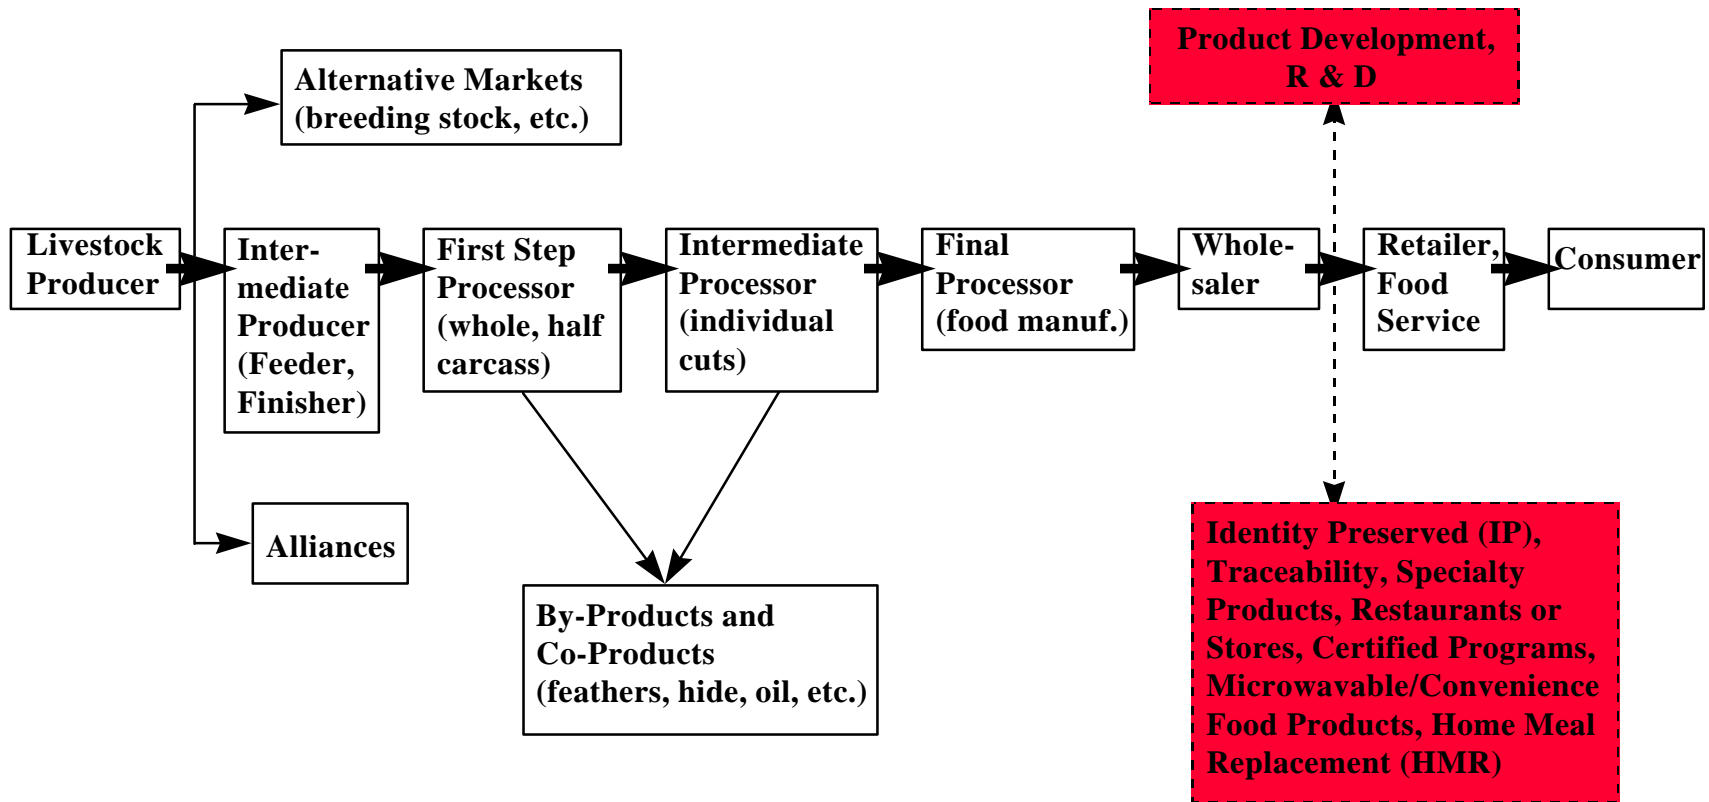 Product Development,
R & D
Alternative Markets
(breeding stock, etc.)
Livestock
Producer
Inter-
mediate
Producer
(Feeder,
Finisher)
First Step
Processor
(whole, half
carcass)
Intermediate
Processor
(individual
cuts)
Final
Processor
(food manuf.)
Whole-
saler
Retailer,
Food
Service
Consumer
Alliances
By-Products and
Co-Products
(feathers, hide, oil, etc.)
Identity Preserved (IP),
Traceability, Specialty
Products, Restaurants or
Stores, Certified Programs,
Microwavable/Convenience
Food Products, Home Meal
Replacement (HMR)